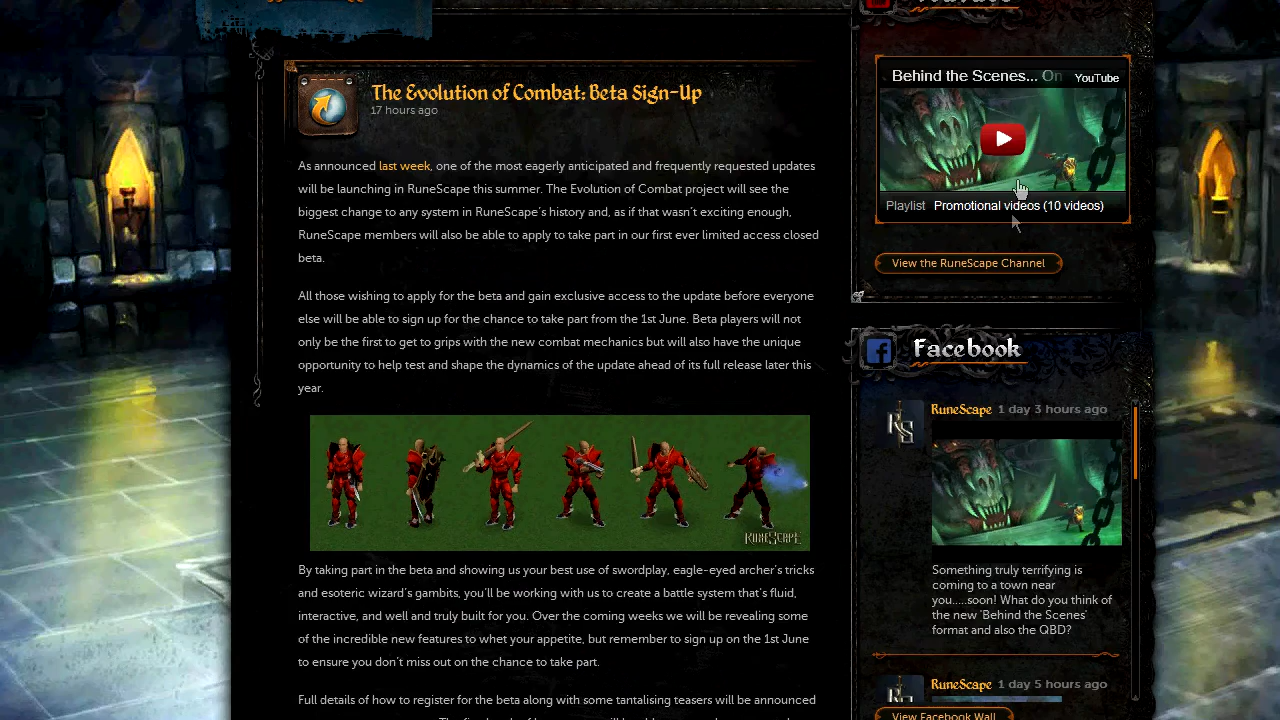 The Evolution of Combat: Beta Sign-Up
17 hours ago
As announced last week, one of the most eagerly anticipated and frequently requested updates
will be launching in RuneScape this summer. The Evolution of Combat project will see the
biggest change to any system in RuneScape's history and, as if that wasn't exciting enough,
RuneScape members will also be able to apply to take part in our first ever limited access closed
beta.
All those wishing to apply for the beta and gain exclusive access to the update before everyone
else will be able to sign up for the chance to take part from the 1st June. Beta players will not
only be the first to get to grips with the new combat mechanics but will also have the unique
opportunity to help test and shape the dynamics of the update ahead of its full release later this
year.
RUNESCAPE
By taking part in the beta and showing us your best use of swordplay, eagle-eyed archer's tricks
and esoteric wizard's gambits, you'll be working with us to create a battle system that's fluid,
interactive, and well and truly built for you. Over the coming weeks we will be revealing some
of the incredible new features to whet your appetite, but remember to sign up on the 1st June
to ensure you don't miss out on the chance to take part.
Full details of how to register for the beta along with some tantalising teasers will be announced
Behind the Scenes... On
YouTube
Playlist Promotional videos (10 videos)
View the RuneScape Channel
Facebook
RS
RuneScape 1 day 3 hours ago
Something truly terrifying is
coming to a town near
you.....soon! What do you think of
the new 'Behind the Scenes'
format and also the QBD?
RuneScape 1 day 5 hours ago
View Facebook Wall